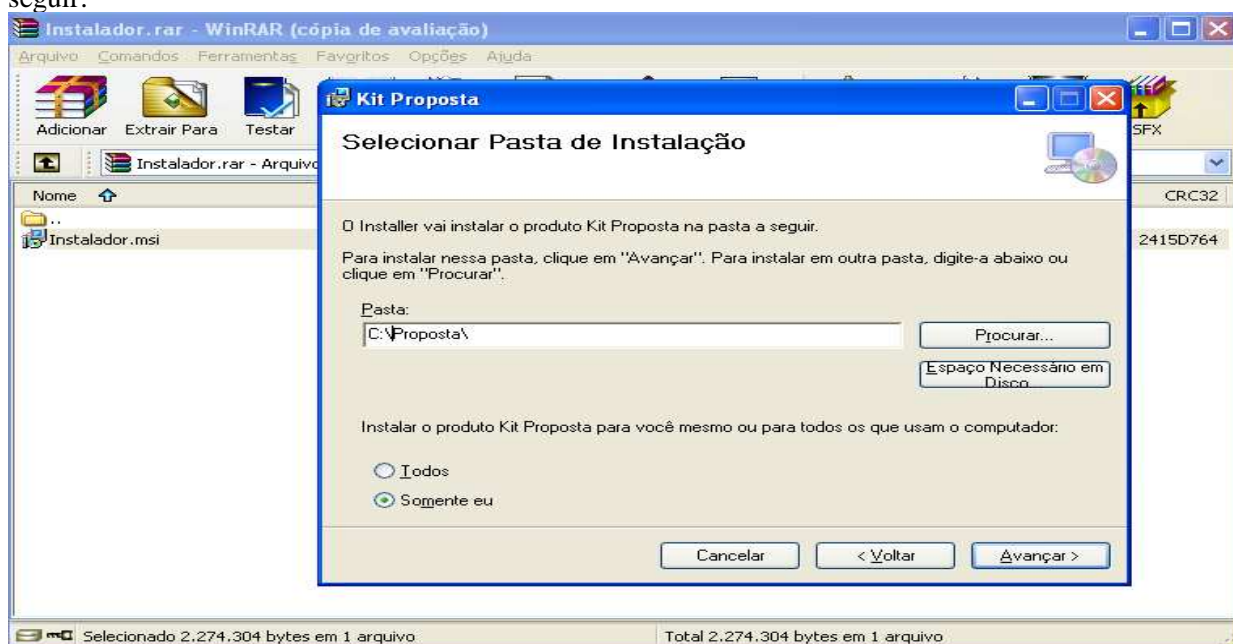 seguir:
Instalador.rar - WinRAR (cópia de avaliação)
Arquivo Comandos Ferramentas Favoritos Opções Ajuda
Adicionar Extrair Para Testar SFX
Instalador.rar - Arquivo
Nome CRC32
..
Instalador.msi 2415D764
Kit Proposta
Selecionar Pasta de Instalação
O Installer vai instalar o produto Kit Proposta na pasta a seguir.
Para instalar nessa pasta, clique em "Avançar". Para instalar em outra pasta, digite-a abaixo ou
clique em "Procurar".
Pasta:
C:\Proposta\
Procurar...
Espaço Necessário em
Disco
Instalar o produto Kit Proposta para você mesmo ou para todos os que usam o computador:
Todos
Somente eu
Cancelar < Voltar Avançar >
Selecionado 2.274.304 bytes em 1 arquivo Total 2.274.304 bytes em 1 arquivo